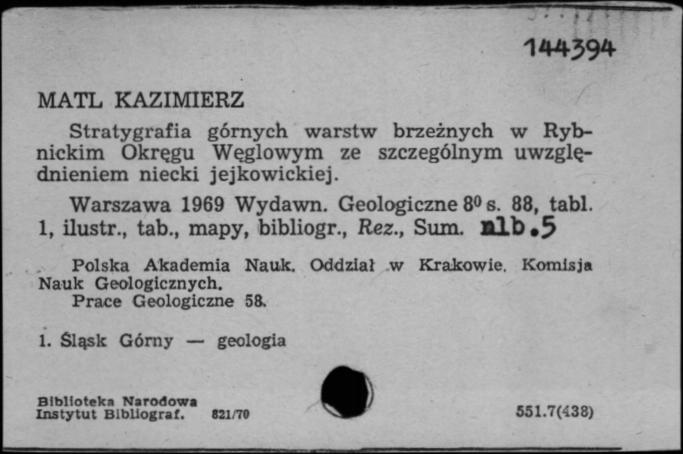 144394
MATL KAZIMIERZ
Stratygrafia górnych warstw brzeżnych w Ryb-
nickim Okręgu Węglowym ze szczególnym uwzglę-
dnieniem niecki jejkowickiej.
Warszawa 1969 Wydawn. Geologiczne 8⁰ s. 88, tabl.
1, ilustr., tab., mapy, bibliogr., Rez., Sum. nlb.5
Polska Akademia Nauk. Oddział w Krakowie. Komisja
Nauk Geologicznych.
Prace Geologiczne 58.
1. Śląsk Górny — geologia
Biblioteka Narodowa
Instytut Bibliograf. 821/70 551.7(438)